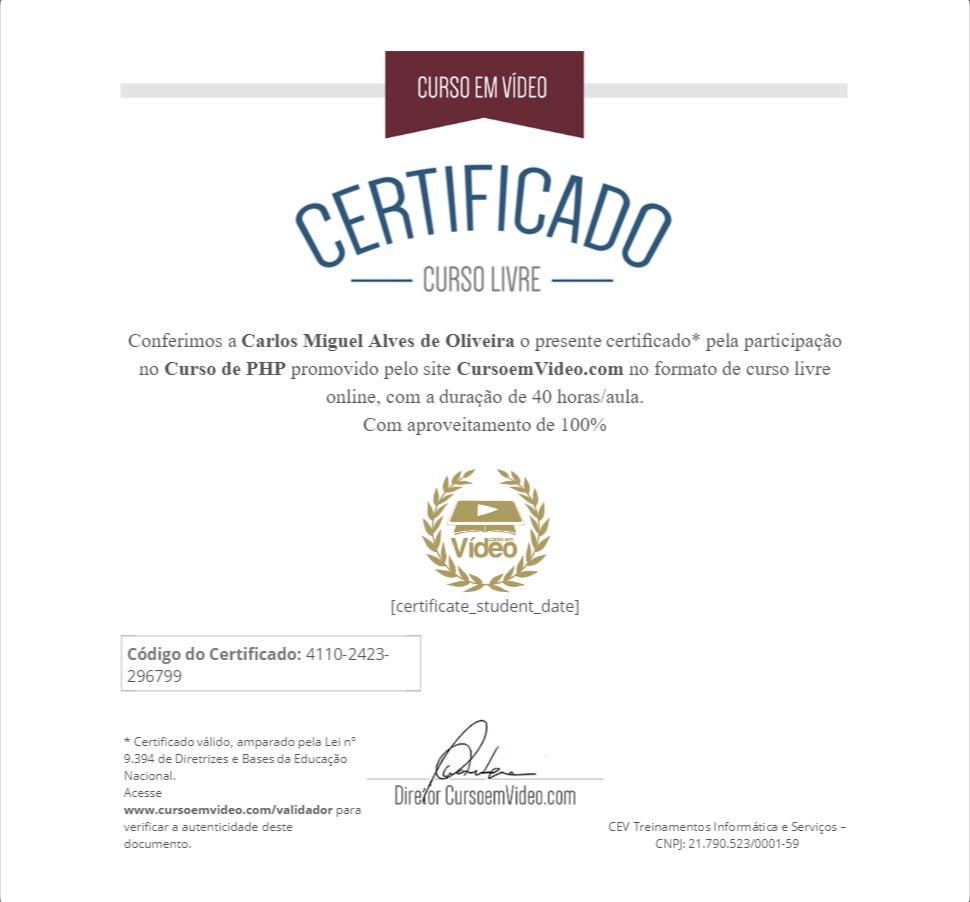 CURSO EM VÍDEO
CERTIFICADO
CURSO LIVRE
Conferimos a Carlos Miguel Alves de Oliveira o presente certificado* pela participação
no Curso de PHP promovido pelo site CursoemVideo.com no formato de curso livre
online, com a duração de 40 horas/aula.
Com aproveitamento de 100%
curso em
Vídeo
[certificate_student_date]
Código do Certificado: 4110-2423-
296799
* Certificado válido, amparado pela Lei nº
9.394 de Diretrizes e Bases da Educação
Nacional.
Acesse
www.cursoemvideo.com/validador para
verificar a autenticidade deste
documento.
Diretor CursoemVideo.com
CEV Treinamentos Informática e Serviços –
CNPJ: 21.790.523/0001-59